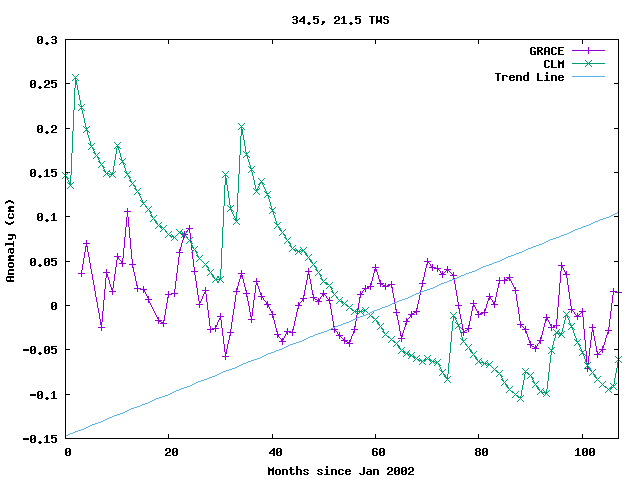 34.5, 21.5 TWS
GRACE
CLM
Trend Line
0.3
0.25
0.2
0.15
0.1
0.05
0
-0.05
-0.1
-0.15
Anomaly (cm)
0 20 40 60 80 100
Months since Jan 2002